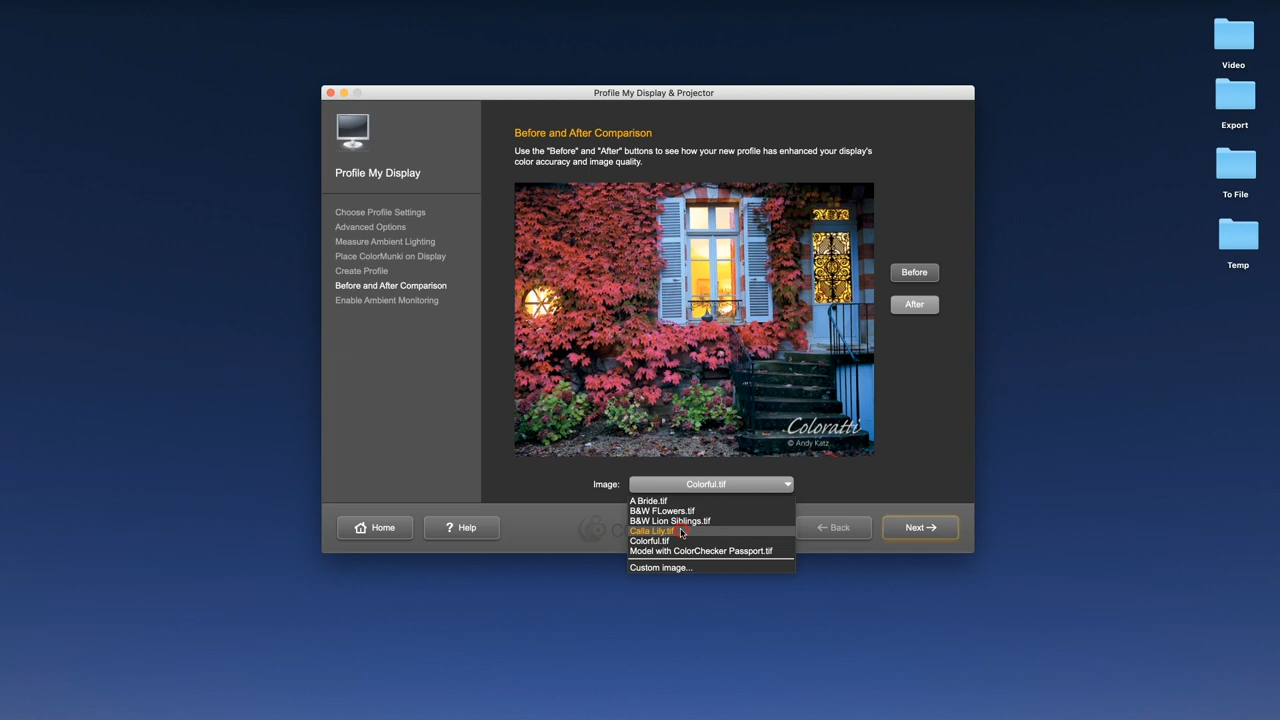 Video
Export
To File
Temp
Profile My Display & Projector
Profile My Display
Choose Profile Settings
Advanced Options
Measure Ambient Lighting
Place ColorMunki on Display
Create Profile
Before and After Comparison
Enable Ambient Monitoring
Before and After Comparison
Use the "Before" and "After" buttons to see how your new profile has enhanced your display's
color accuracy and image quality.
Coloratti
© Andy Katz
Before
After
Image:
Colorful.tif
A Bride.tif
B&W FLowers.tif
B&W Lion Siblings.tif
Calla Lily.tif
Colorful.tif
Model with ColorChecker Passport.tif
Custom image...
Home
? Help
Back
Next